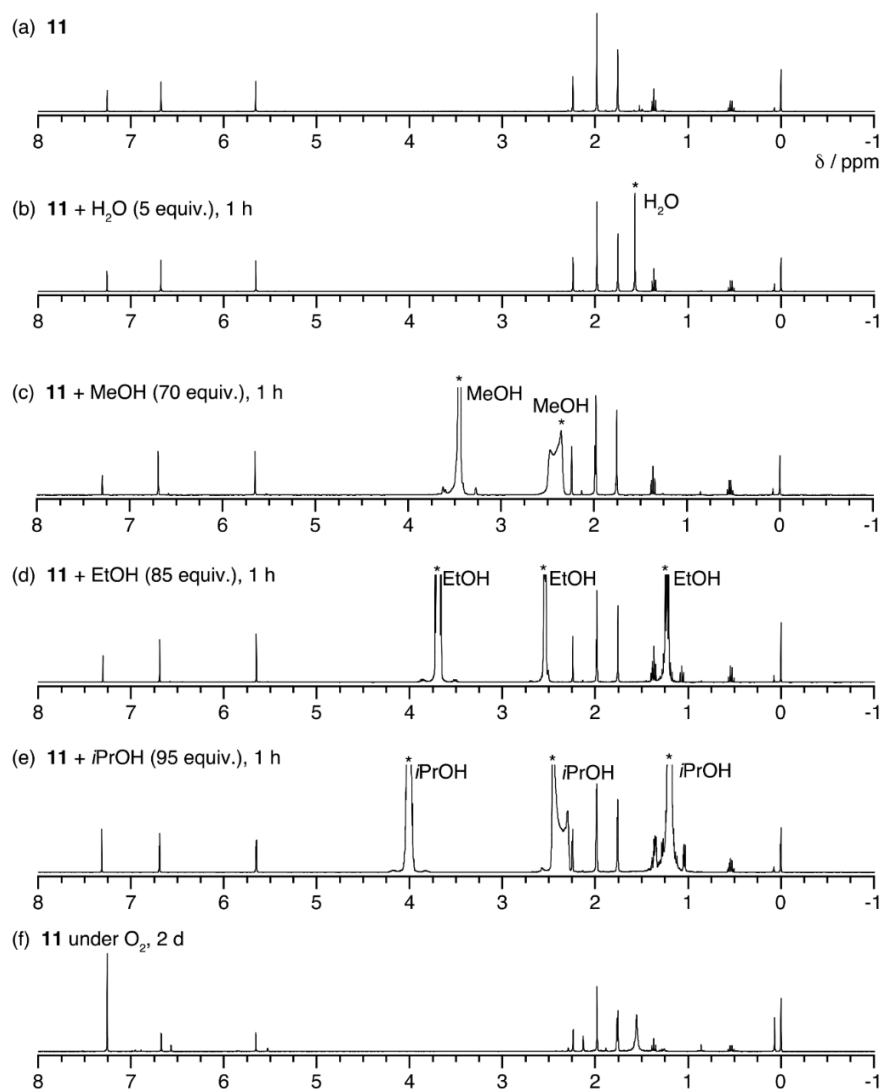 (a) 11
8 7 6 5 4 3 2 1 0 -1
δ / ppm
(b) 11 + H₂O (5 equiv.), 1 h
* H₂O
8 7 6 5 4 3 2 1 0 -1
(c) 11 + MeOH (70 equiv.), 1 h
* MeOH
MeOH
*
8 7 6 5 4 3 2 1 0 -1
(d) 11 + EtOH (85 equiv.), 1 h
* EtOH * EtOH * EtOH
8 7 6 5 4 3 2 1 0 -1
(e) 11 + iPrOH (95 equiv.), 1 h
* iPrOH * iPrOH * iPrOH
8 7 6 5 4 3 2 1 0 -1
(f) 11 under O₂, 2 d
8 7 6 5 4 3 2 1 0 -1